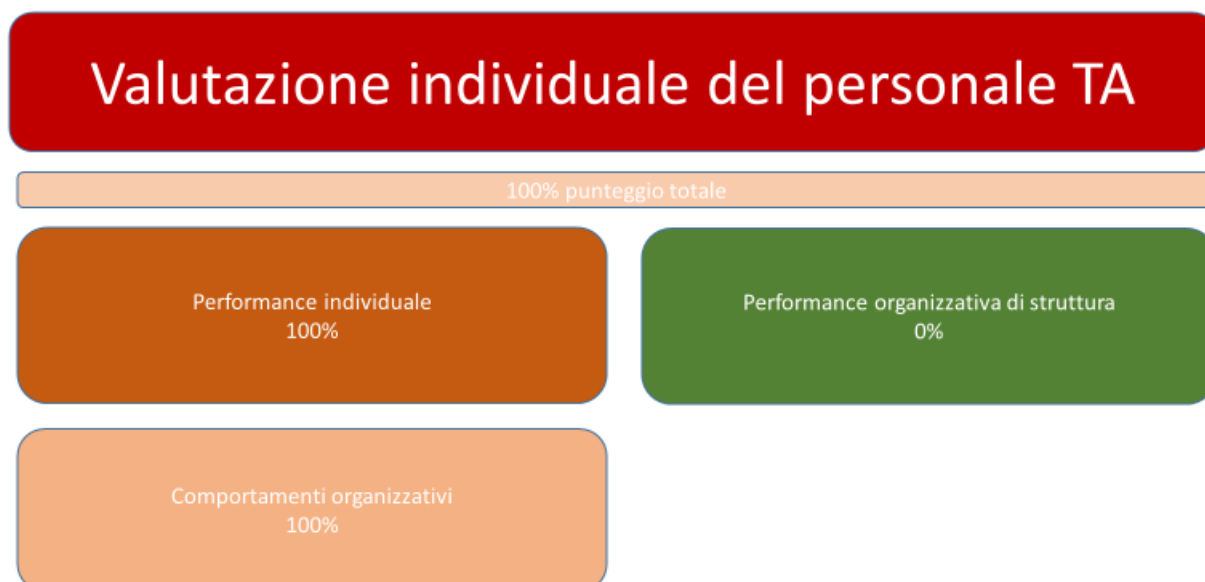 Valutazione individuale del personale TA
100% punteggio totale
Performance individuale
100%
Performance organizzativa di struttura
0%
Comportamenti organizzativi
100%